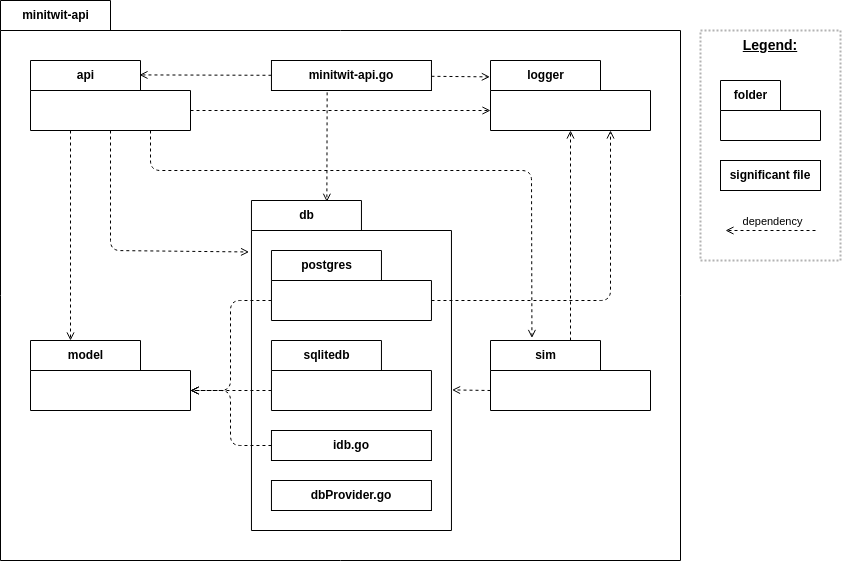 minitwit-api
Legend:
api
minitwit-api.go
logger
folder
significant file
db
dependency
postgres
model
sqlitedb
sim
idb.go
dbProvider.go